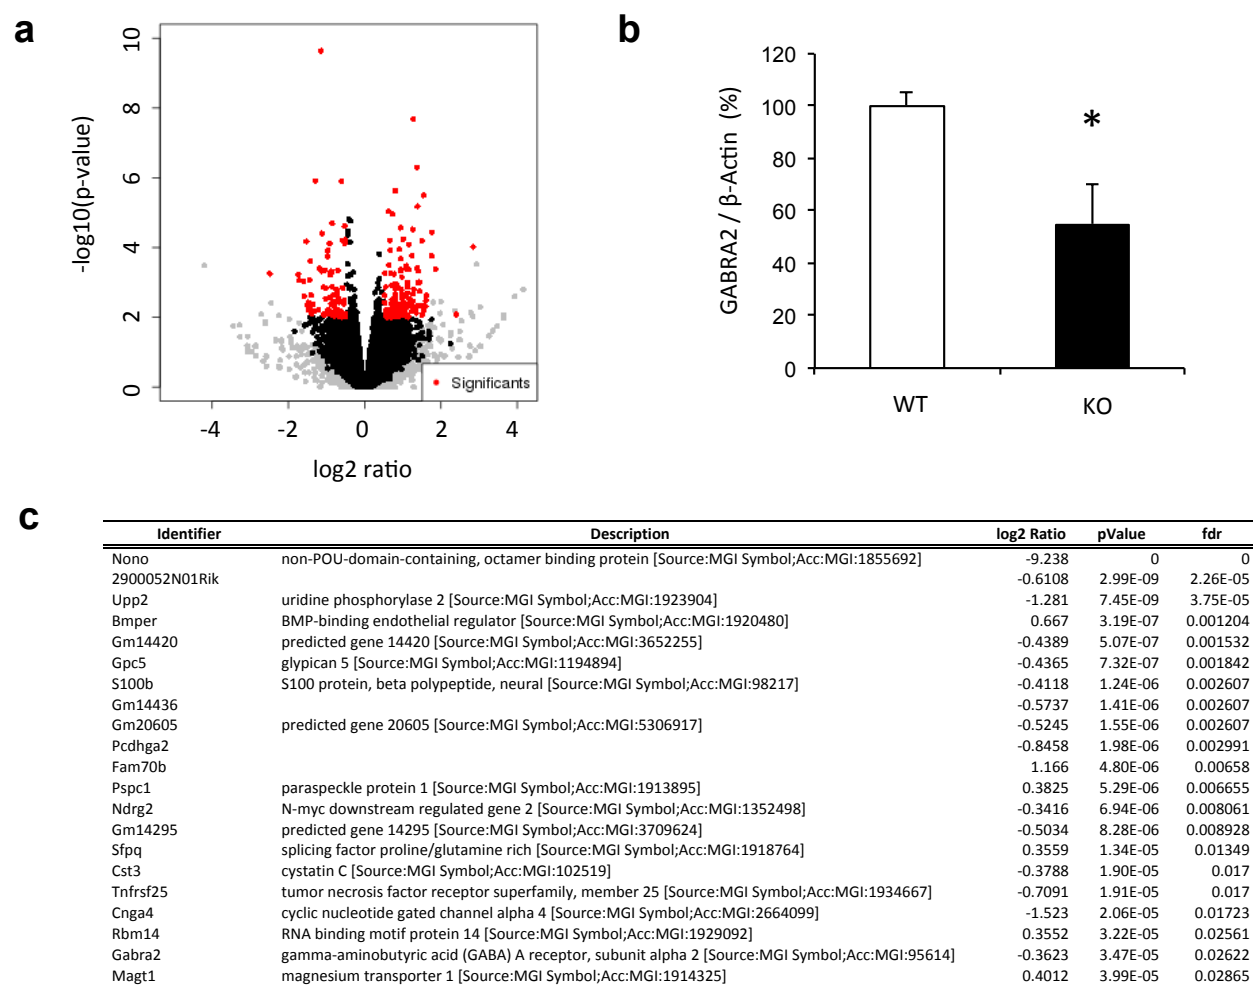 a
10
8
6
4
2
0
-log10(p-value)
Significants
-4 -2 0 2 4
log2 ratio
b
120
100
80
60
40
20
0
GABRA2 / β-Actin (%)
*
WT KO
c
Identifier Description log2 Ratio pValue fdr
Nono non-POU-domain-containing, octamer binding protein [Source:MGI Symbol;Acc:MGI:1855692] -9.238 0 0
2900052N01Rik -0.6108 2.99E-09 2.26E-05
Upp2 uridine phosphorylase 2 [Source:MGI Symbol;Acc:MGI:1923904] -1.281 7.45E-09 3.75E-05
Bmper BMP-binding endothelial regulator [Source:MGI Symbol;Acc:MGI:1920480] 0.667 3.19E-07 0.001204
Gm14420 predicted gene 14420 [Source:MGI Symbol;Acc:MGI:3652255] -0.4389 5.07E-07 0.001532
Gpc5 glypican 5 [Source:MGI Symbol;Acc:MGI:1194894] -0.4365 7.32E-07 0.001842
S100b S100 protein, beta polypeptide, neural [Source:MGI Symbol;Acc:MGI:98217] -0.4118 1.24E-06 0.002607
Gm14436 -0.5737 1.41E-06 0.002607
Gm20605 predicted gene 20605 [Source:MGI Symbol;Acc:MGI:5306917] -0.5245 1.55E-06 0.002607
Pcdhga2 -0.8458 1.98E-06 0.002991
Fam70b 1.166 4.80E-06 0.00658
Pspc1 paraspeckle protein 1 [Source:MGI Symbol;Acc:MGI:1913895] 0.3825 5.29E-06 0.006655
Ndrg2 N-myc downstream regulated gene 2 [Source:MGI Symbol;Acc:MGI:1352498] -0.3416 6.94E-06 0.008061
Gm14295 predicted gene 14295 [Source:MGI Symbol;Acc:MGI:3709624] -0.5034 8.28E-06 0.008928
Sfpq splicing factor proline/glutamine rich [Source:MGI Symbol;Acc:MGI:1918764] 0.3559 1.34E-05 0.01349
Cst3 cystatin C [Source:MGI Symbol;Acc:MGI:102519] -0.3788 1.90E-05 0.017
Tnfrsf25 tumor necrosis factor receptor superfamily, member 25 [Source:MGI Symbol;Acc:MGI:1934667] -0.7091 1.91E-05 0.017
Cnga4 cyclic nucleotide gated channel alpha 4 [Source:MGI Symbol;Acc:MGI:2664099] -1.523 2.06E-05 0.01723
Rbm14 RNA binding motif protein 14 [Source:MGI Symbol;Acc:MGI:1929092] 0.3552 3.22E-05 0.02561
Gabra2 gamma-aminobutyric acid (GABA) A receptor, subunit alpha 2 [Source:MGI Symbol;Acc:MGI:95614] -0.3623 3.47E-05 0.02622
Magt1 magnesium transporter 1 [Source:MGI Symbol;Acc:MGI:1914325] 0.4012 3.99E-05 0.02865